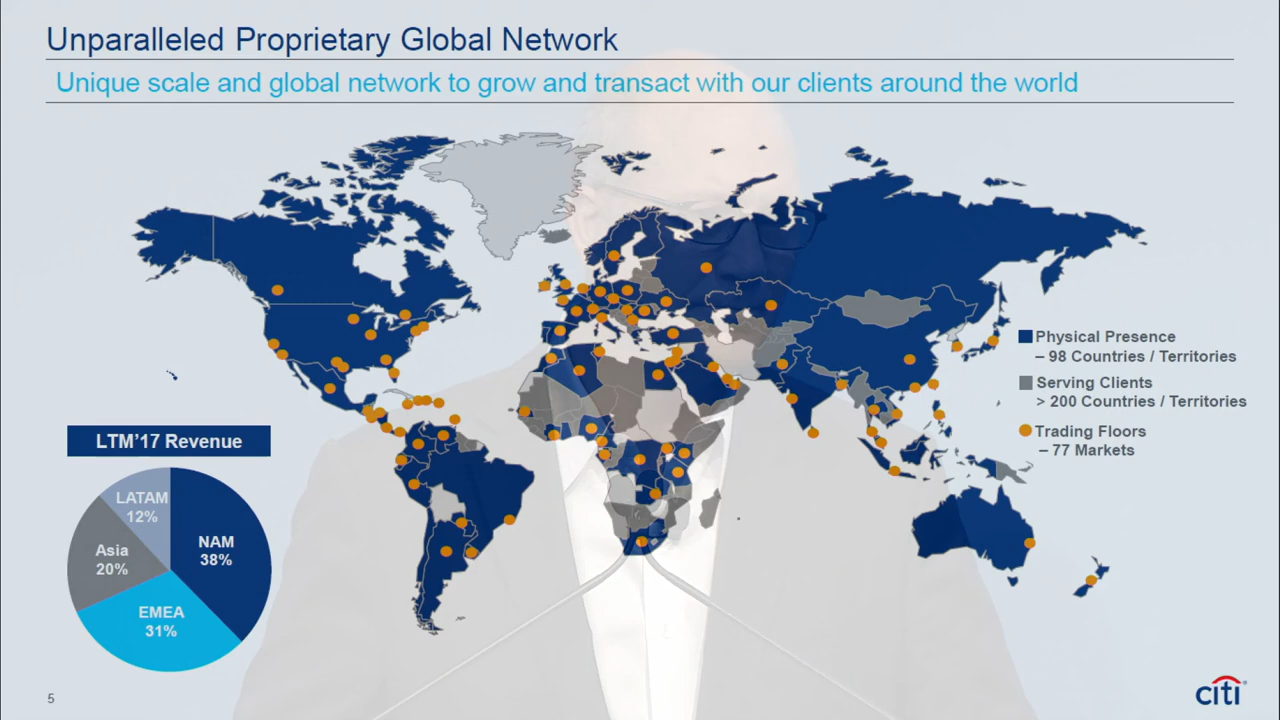 Unparalleled Proprietary Global Network
Unique scale and global network to grow and transact with our clients around the world
Physical Presence
– 98 Countries / Territories
Serving Clients
> 200 Countries / Territories
Trading Floors
– 77 Markets
LTM'17 Revenue
LATAM
12%
NAM
38%
Asia
20%
EMEA
31%
5
citi